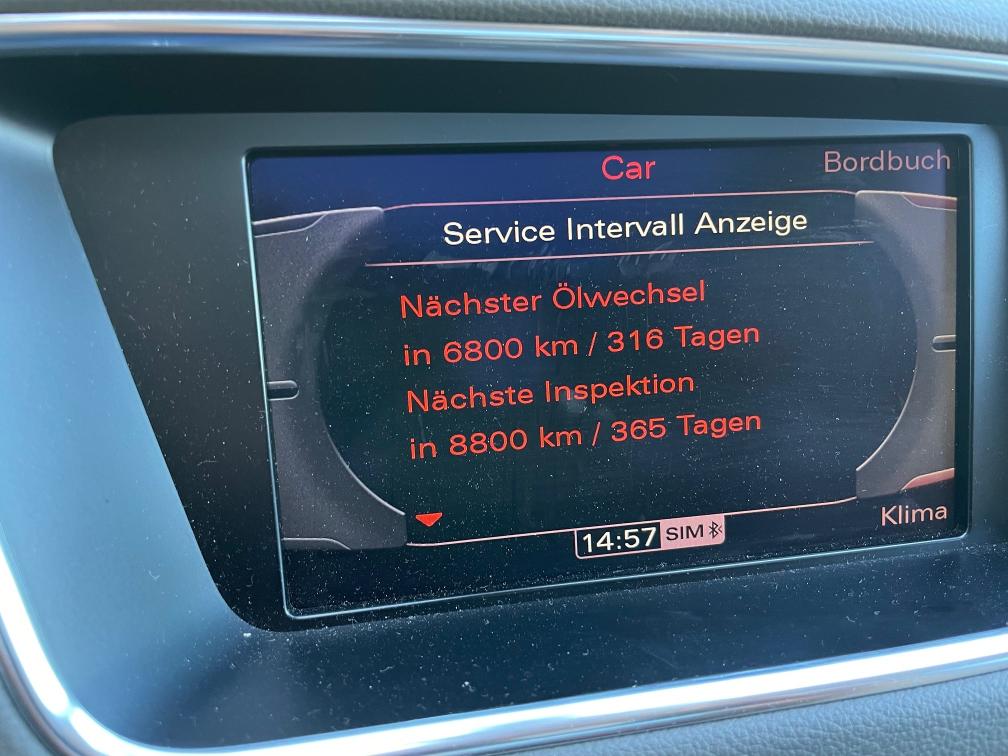 Car
Bordbuch
Service Intervall Anzeige
Nächster Ölwechsel
in 6800 km / 316 Tagen
Nächste Inspektion
in 8800 km / 365 Tagen
Klima
14:57 SIM